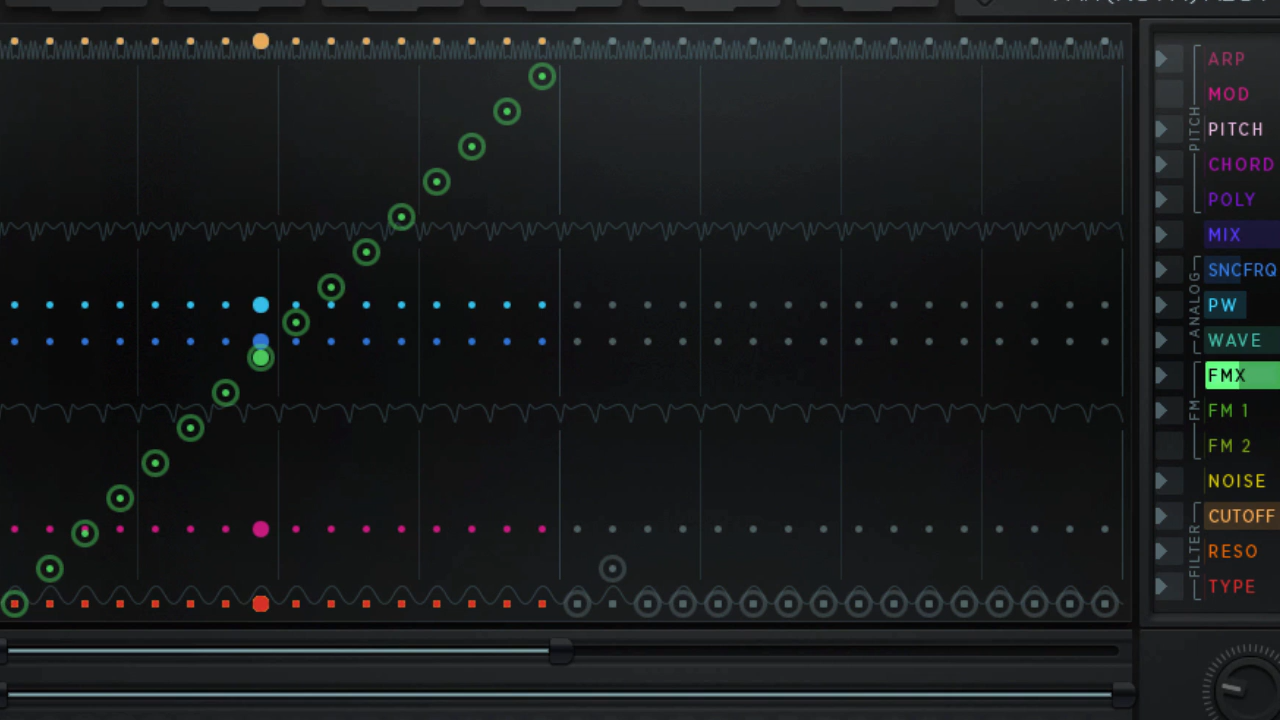 ARP
MOD
PITCH
CHORD
POLY
PITCH
MIX
SNCFRQ
PW
WAVE
ANALOG
FMX
FM 1
FM 2
FM
NOISE
CUTOFF
RESO
TYPE
FILTER